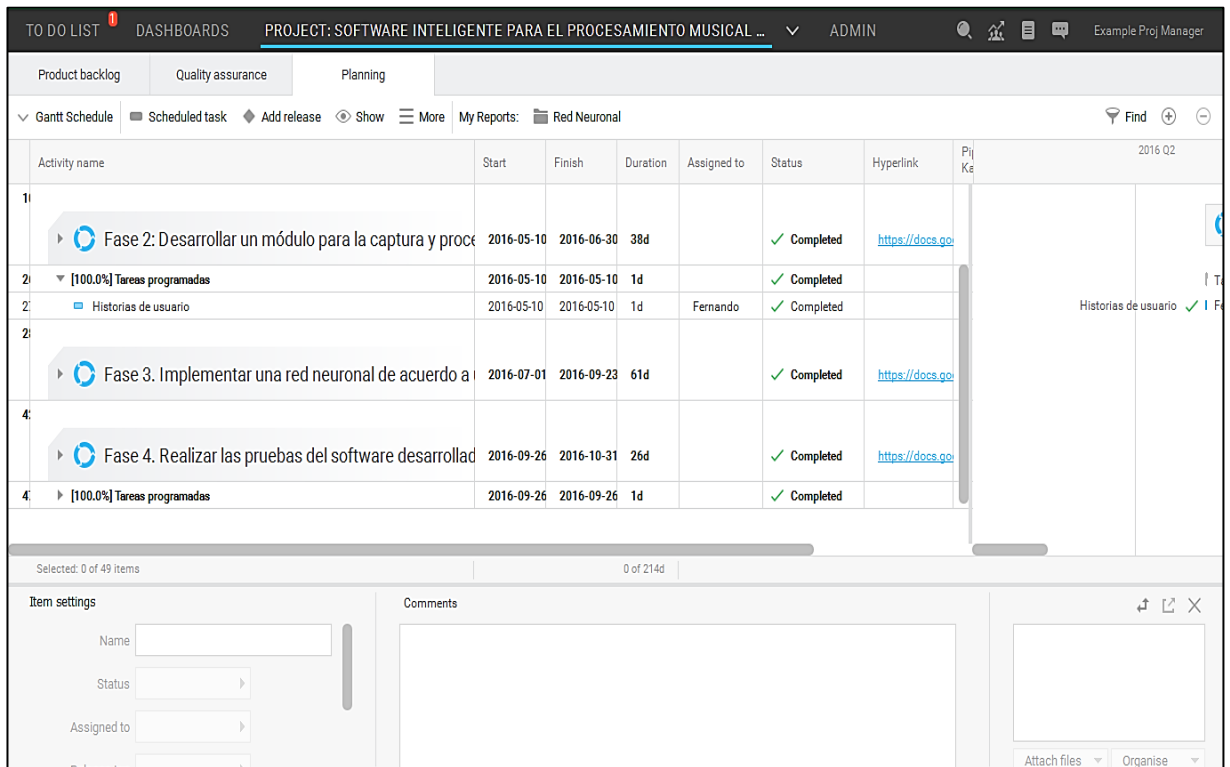 TO DO LIST 1 DASHBOARDS PROJECT: SOFTWARE INTELIGENTE PARA EL PROCESAMIENTO MUSICAL ... ADMIN Example Proj Manager
Product backlog Quality assurance Planning
Gantt Schedule Scheduled task Add release Show More My Reports: Red Neuronal Find
Activity name Start Finish Duration Assigned to Status Hyperlink 2016 Q2
Fase 2: Desarrollar un módulo para la captura y proce 2016-05-10 2016-06-30 38d Completed https://docs.goo
[100.0%] Tareas programadas 2016-05-10 2016-05-10 1d Completed
Historias de usuario 2016-05-10 2016-05-10 1d Fernando Completed Historias de usuario
Fase 3. Implementar una red neuronal de acuerdo a 2016-07-01 2016-09-23 61d Completed https://docs.goo
Fase 4. Realizar las pruebas del software desarrollad 2016-09-26 2016-10-31 26d Completed https://docs.goo
[100.0%] Tareas programadas 2016-09-26 2016-09-26 1d Completed
Selected: 0 of 49 items 0 of 214d
Item settings Comments
Name
Status
Assigned to
Attach files Organise